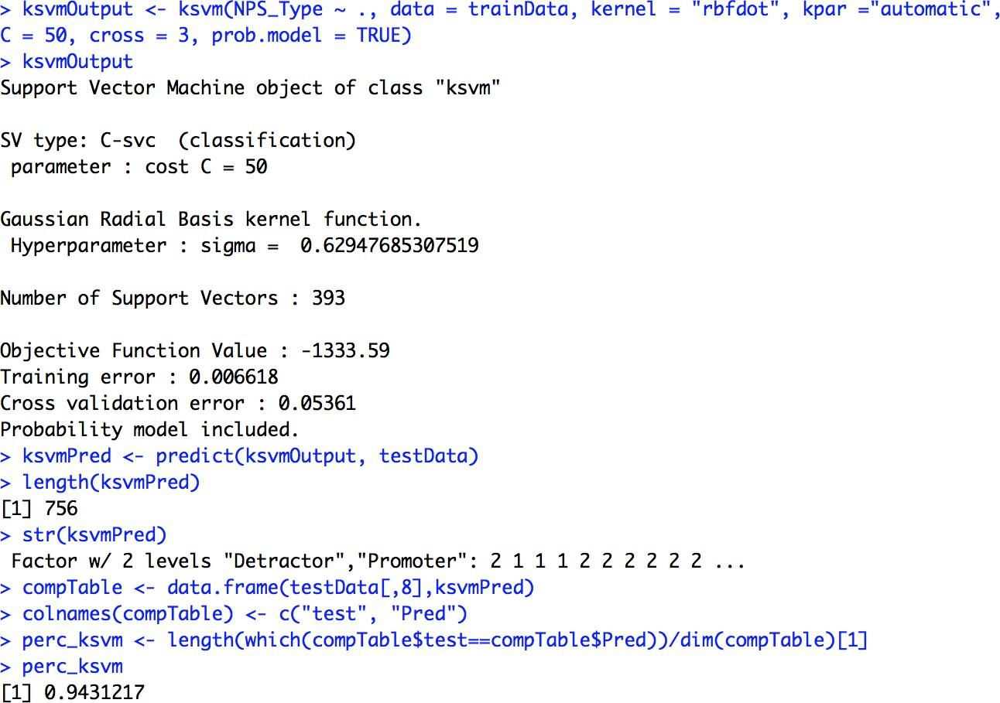 > ksvmOutput <- ksvm(NPS_Type ~ ., data = trainData, kernel = "rbfdot", kpar ="automatic",
C = 50, cross = 3, prob.model = TRUE)
> ksvmOutput
Support Vector Machine object of class "ksvm"

SV type: C-svc  (classification)
 parameter : cost C = 50

Gaussian Radial Basis kernel function.
 Hyperparameter : sigma =  0.62947685307519

Number of Support Vectors : 393

Objective Function Value : -1333.59
Training error : 0.006618
Cross validation error : 0.05361
Probability model included.
> ksvmPred <- predict(ksvmOutput, testData)
> length(ksvmPred)
[1] 756
> str(ksvmPred)
 Factor w/ 2 levels "Detractor","Promoter": 2 1 1 1 2 2 2 2 2 2 ...
> compTable <- data.frame(testData[,8],ksvmPred)
> colnames(compTable) <- c("test", "Pred")
> perc_ksvm <- length(which(compTable$test==compTable$Pred))/dim(compTable)[1]
> perc_ksvm
[1] 0.9431217